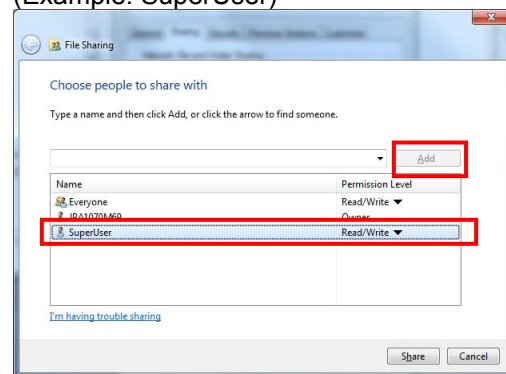 (Example: SuperUser)
File Sharing
Choose people to share with
Type a name and then click Add, or click the arrow to find someone.
Add
Name Permission Level
Everyone Read/Write
Owner
SuperUser Read/Write
I'm having trouble sharing
Share Cancel